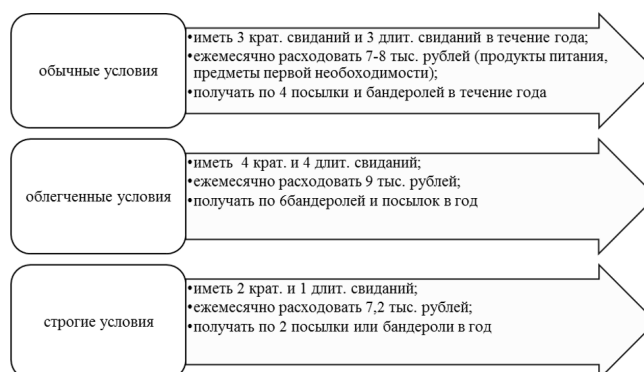 обычные условия
•иметь 3 крат. свиданий и 3 длит. свиданий в течение года;
•ежемесячно расходовать 7-8 тыс. рублей (продукты питания,
предметы первой необоходимости);
•получать по 4 посылки и бандеролей в течение года
облегченные условия
•иметь 4 крат. и 4 длит. свиданий;
•ежемесячно расходовать 9 тыс. рублей;
•получать по 6бандеролей и посылок в год
строгие условия
•иметь 2 крат. и 1 длит. свиданий;
•ежемесячно расходовать 7,2 тыс. рублей;
•получать по 2 посылки или бандероли в год